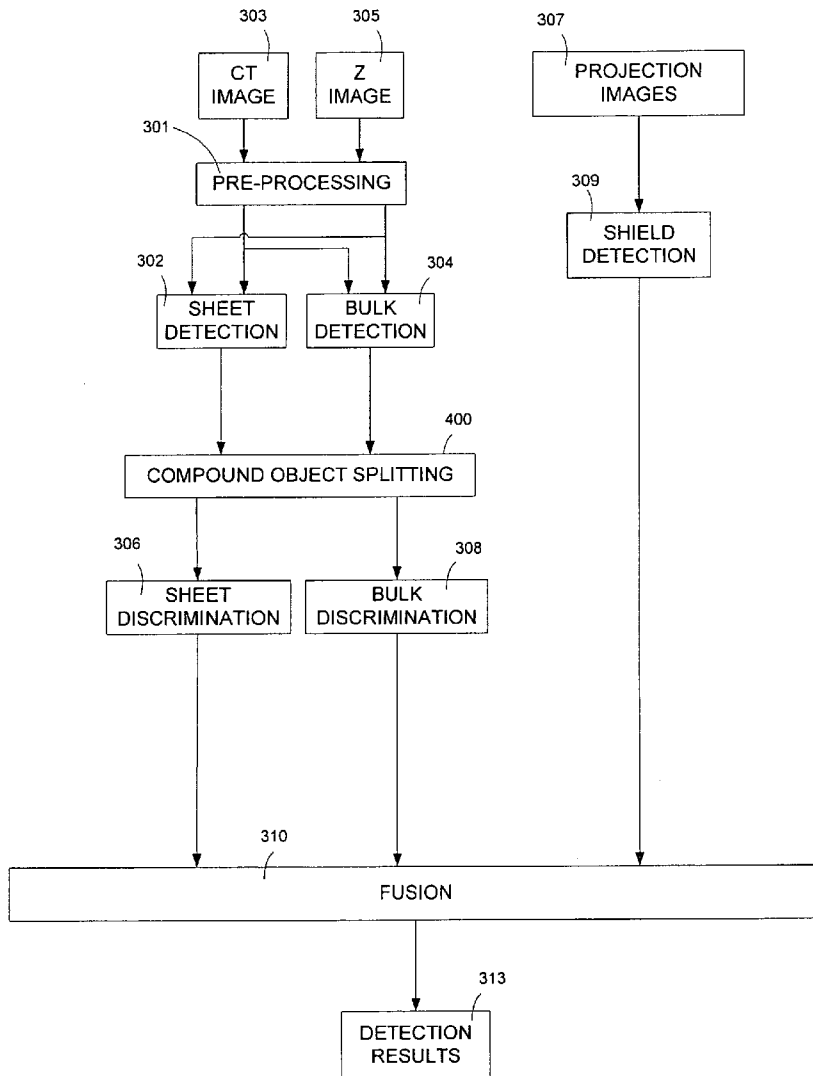 303
305
307
CT
IMAGE
Z
IMAGE
PROJECTION
IMAGES
301
PRE-PROCESSING
309
SHIELD
DETECTION
302
304
SHEET
DETECTION
BULK
DETECTION
400
COMPOUND OBJECT SPLITTING
306
308
SHEET
DISCRIMINATION
BULK
DISCRIMINATION
310
FUSION
313
DETECTION
RESULTS